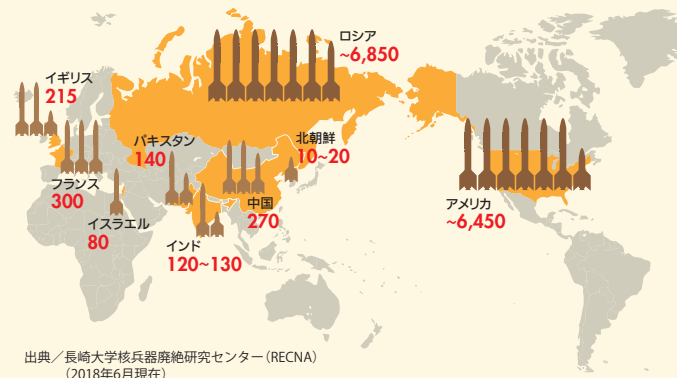 ロシア
~6,850
イギリス
215
パキスタン
140
北朝鮮
10~20
フランス
300
中国
270
アメリカ
~6,450
イスラエル
80
インド
120~130
出典／長崎大学核兵器廃絶研究センター（RECNA）
（2018年6月現在）